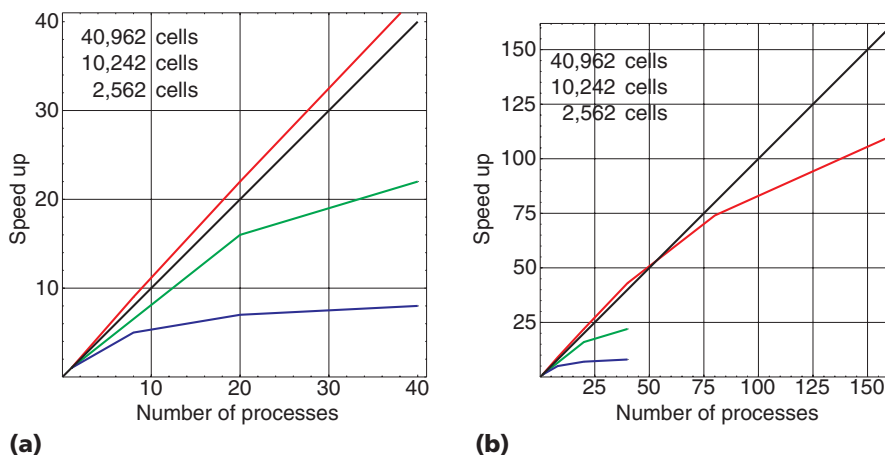 40
30
20
10
Speed up
40,962 cells
10,242 cells
2,562 cells
10 20 30 40
Number of processes
(a)
150
125
100
75
50
25
Speed up
40,962 cells
10,242 cells
2,562 cells
25 50 75 100 125 150
Number of processes
(b)